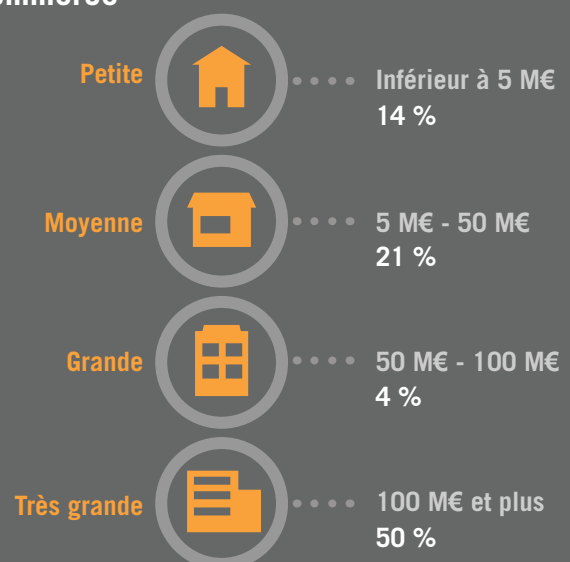 Petite
Inférieur à 5 M€
14 %
Moyenne
5 M€ - 50 M€
21 %
Grande
50 M€ - 100 M€
4 %
Très grande
100 M€ et plus
50 %